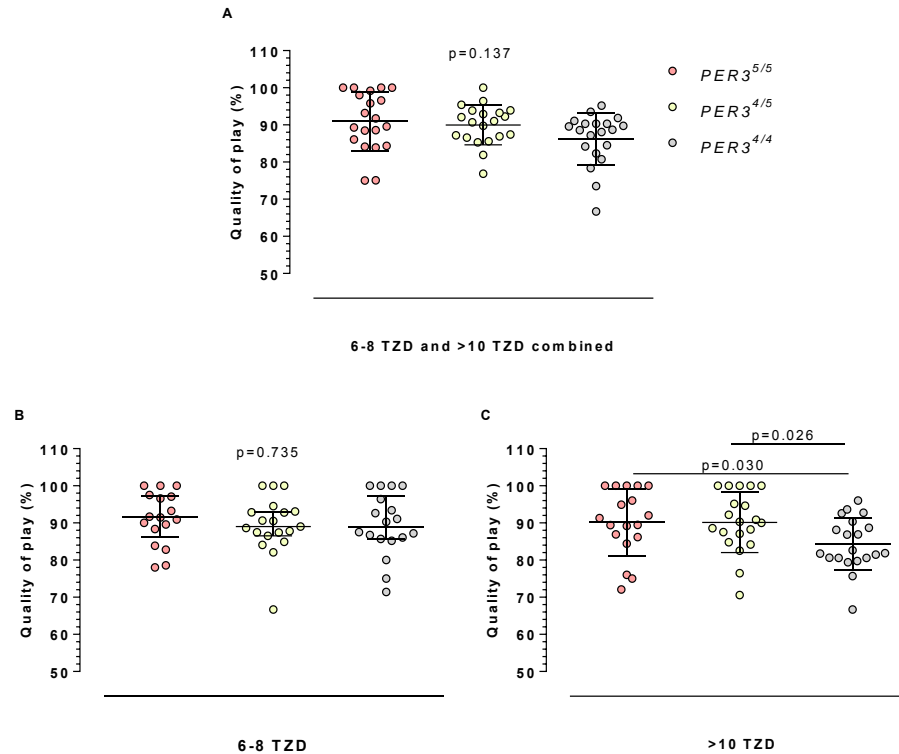 A
p=0.137
Quality of play (%)
110
100
90
80
70
60
50
PER3^5/5
PER3^4/5
PER3^4/4
6-8 TZD and >10 TZD combined
B
p=0.735
Quality of play (%)
110
100
90
80
70
60
50
6-8 TZD
C
p=0.026
p=0.030
Quality of play (%)
110
100
90
80
70
60
50
>10 TZD